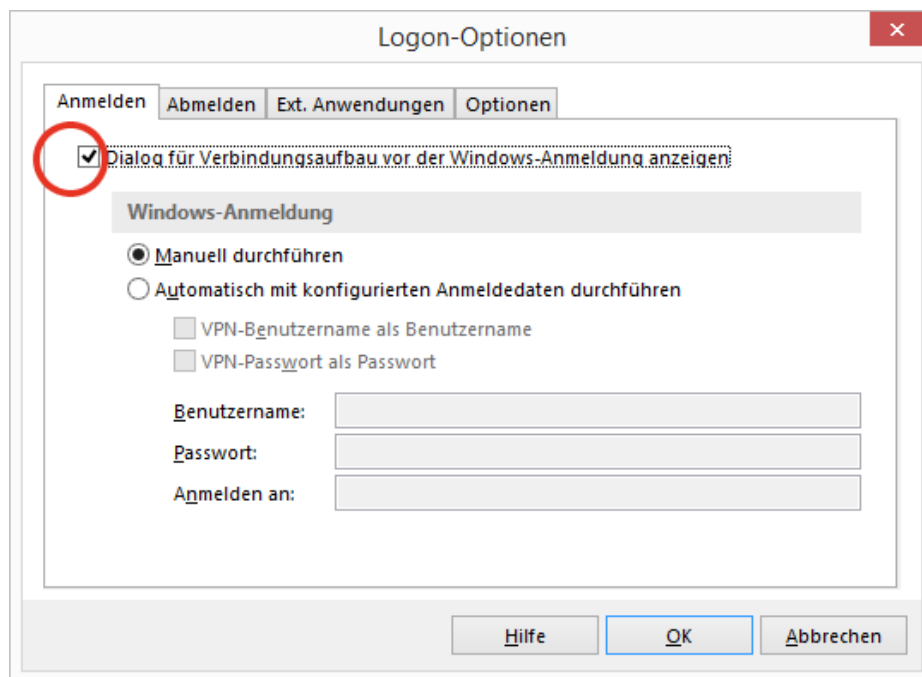 Logon-Optionen
Anmelden Abmelden Ext. Anwendungen Optionen
Dialog für Verbindungsaufbau vor der Windows-Anmeldung anzeigen
Windows-Anmeldung
Manuell durchführen
Automatisch mit konfigurierten Anmeldedaten durchführen
VPN-Benutzername als Benutzername
VPN-Passwort als Passwort
Benutzername:
Passwort:
Anmelden an:
Hilfe OK Abbrechen